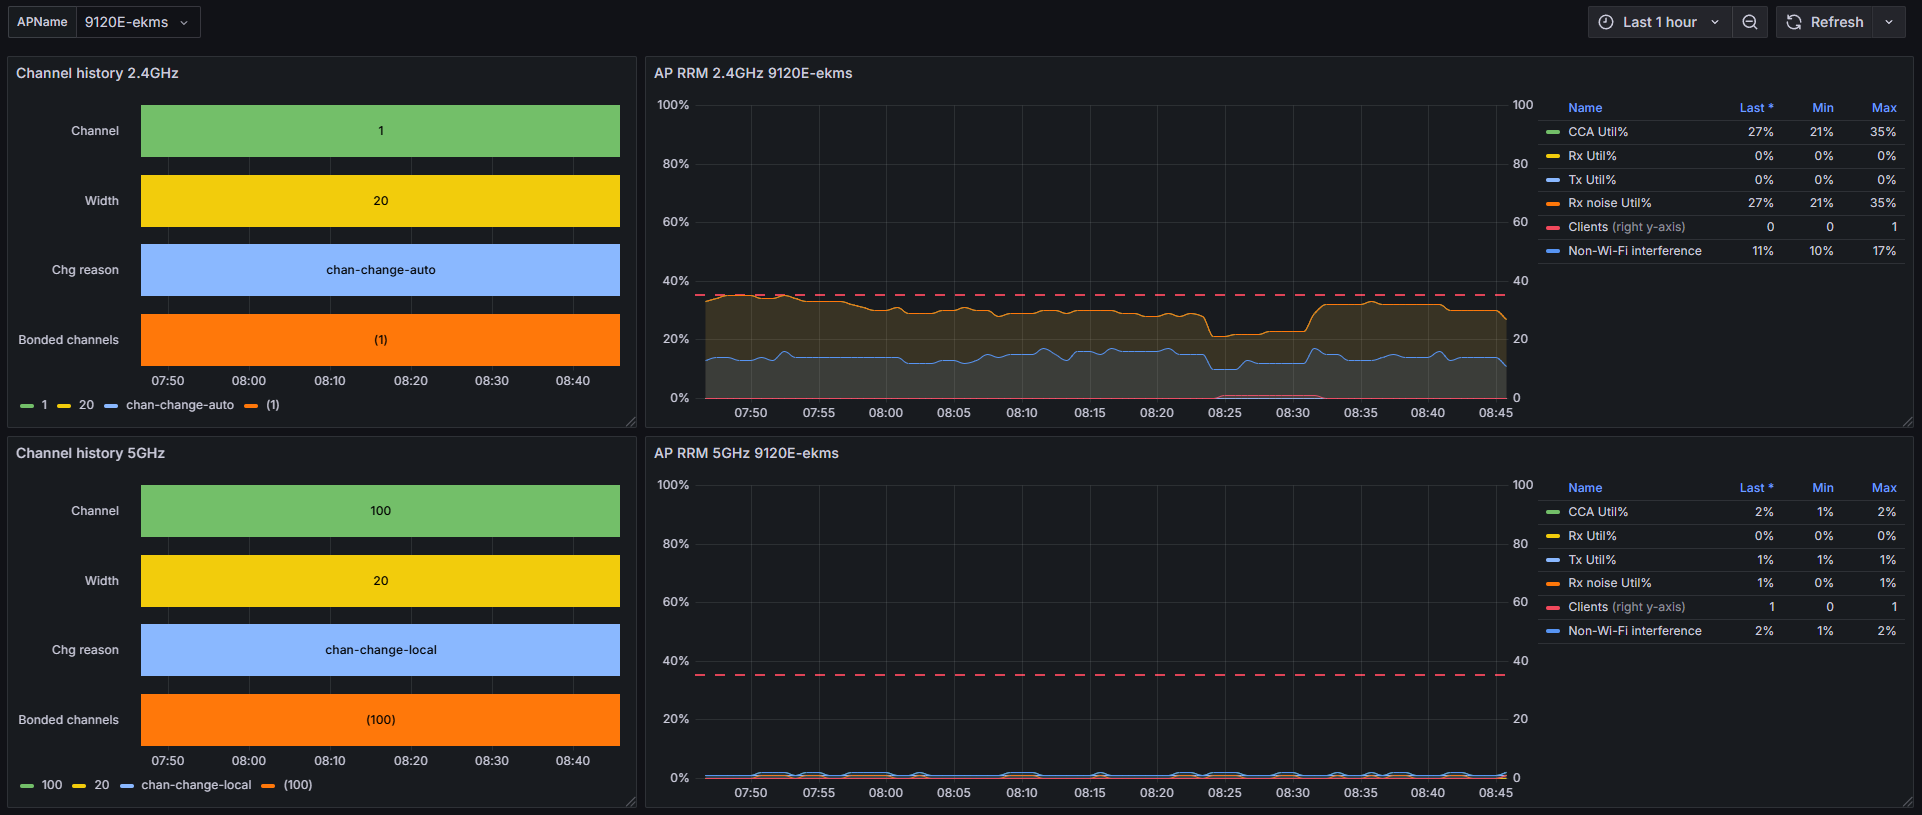 APName 9120E-ekms Last 1 hour Refresh
Channel history 2.4GHz
Channel 1
Width 20
Chg reason chan-change-auto
Bonded channels (1)
07:50 08:00 08:10 08:20 08:30 08:40
1 20 chan-change-auto (1)
AP RRM 2.4GHz 9120E-ekms
100% 100
80% 80
60% 60
40% 40
20% 20
0% 0
07:50 07:55 08:00 08:05 08:10 08:15 08:20 08:25 08:30 08:35 08:40 08:45
Name Last * Min Max
CCA Util% 27% 21% 35%
Rx Util% 0% 0% 0%
Tx Util% 0% 0% 0%
Rx noise Util% 27% 21% 35%
Clients (right y-axis) 0 0 1
Non-Wi-Fi interference 11% 10% 17%
Channel history 5GHz
Channel 100
Width 20
Chg reason chan-change-local
Bonded channels (100)
07:50 08:00 08:10 08:20 08:30 08:40
100 20 chan-change-local (100)
AP RRM 5GHz 9120E-ekms
100% 100
80% 80
60% 60
40% 40
20% 20
0% 0
07:50 07:55 08:00 08:05 08:10 08:15 08:20 08:25 08:30 08:35 08:40 08:45
Name Last * Min Max
CCA Util% 2% 1% 2%
Rx Util% 0% 0% 0%
Tx Util% 1% 1% 1%
Rx noise Util% 1% 0% 1%
Clients (right y-axis) 1 0 1
Non-Wi-Fi interference 2% 1% 2%